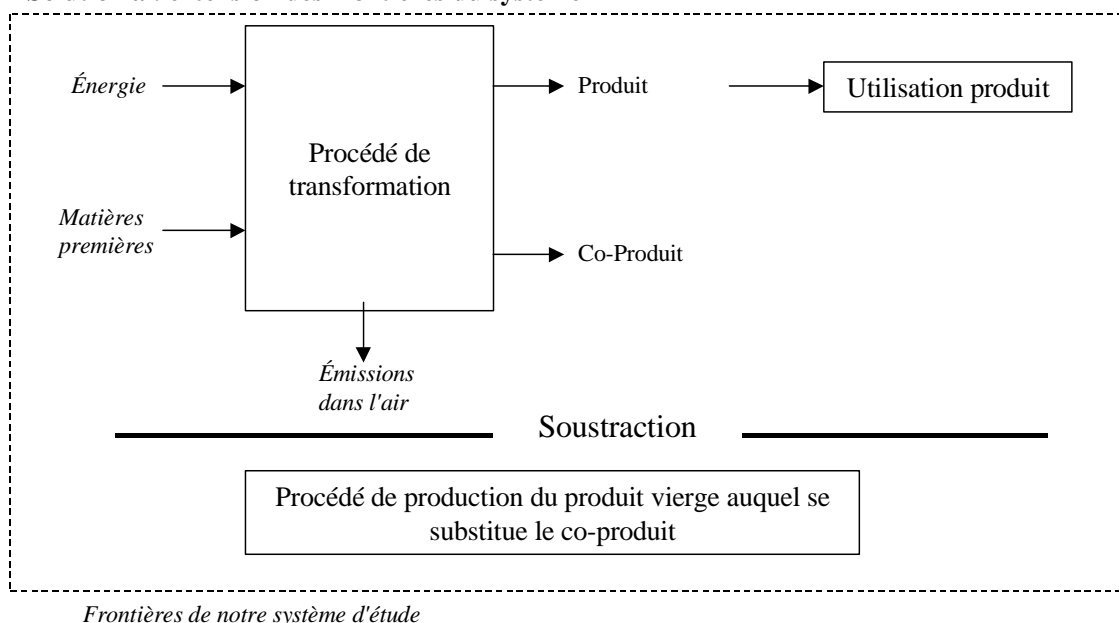 Énergie
Produit
Utilisation produit
Procédé de
transformation
Matières
premières
Co-Produit
Émissions
dans l'air
Soustraction
Procédé de production du produit vierge auquel se
substitue le co-produit
Frontières de notre système d'étude